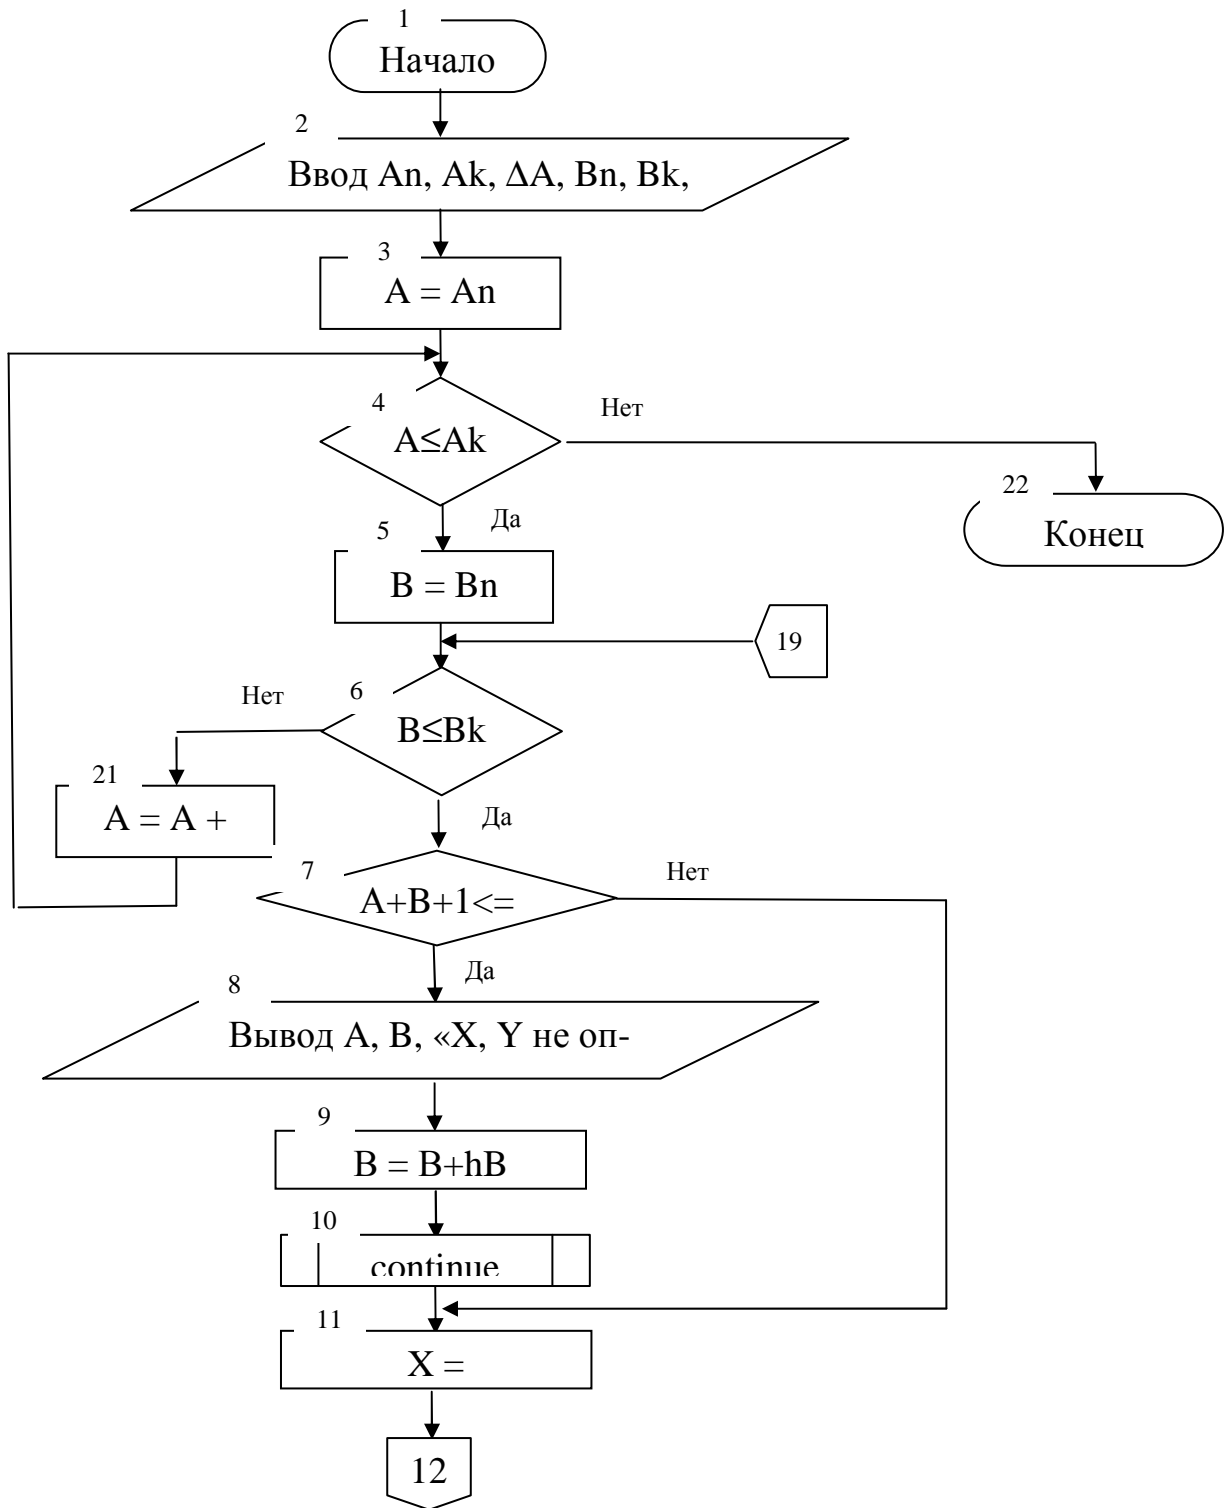 1
Начало
2
Ввод An, Ak, ΔA, Bn, Bk,
3
A = An
4
A≤Ak
Нет
22
Конец
Да
5
B = Bn
19
Нет
6
B≤Bk
21
A = A +
Да
7
A+B+1<=
Нет
Да
8
Вывод A, B, «X, Y не оп-
9
B = B+hB
10
continue
11
X =
12